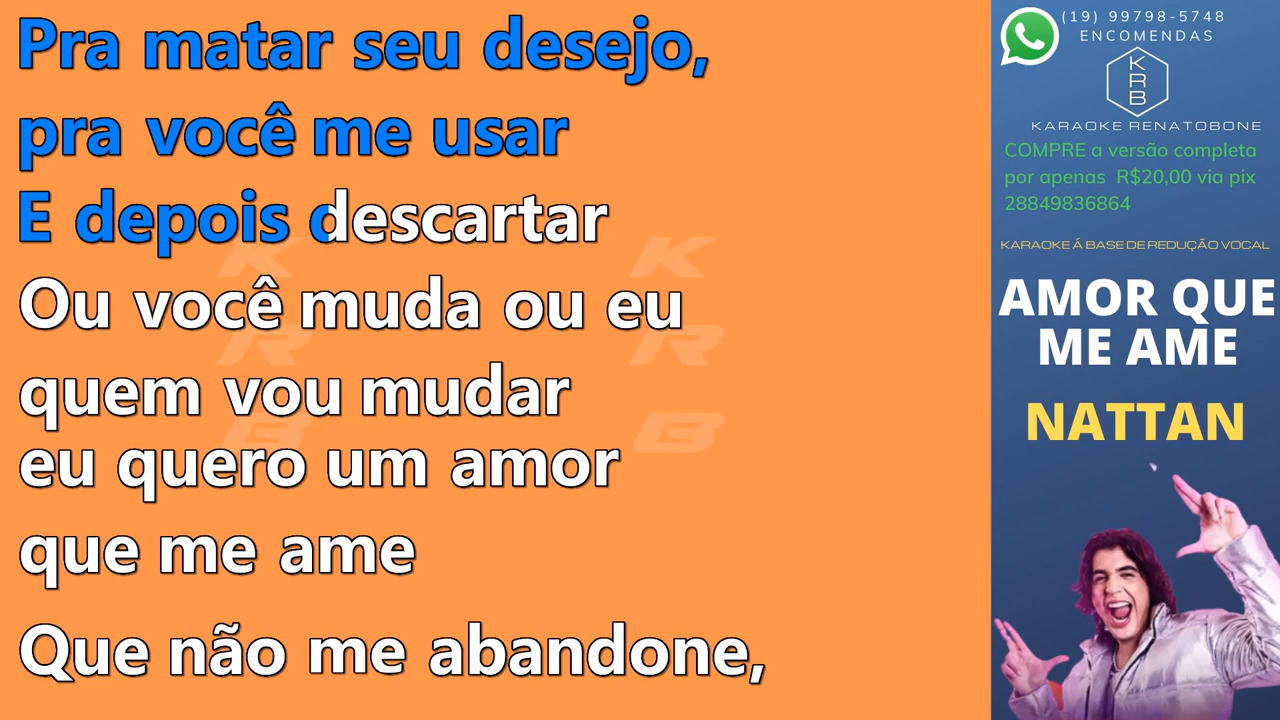 Pra matar seu desejo,
pra você me usar
E depois descartar
Ou você muda ou eu
quem vou mudar
eu quero um amor
que me ame
Que não me abandone,
K
R
B
K
R
B
(19) 99798-5748
ENCOMENDAS
K
R
B
KARAOKE RENATOBONE
COMPRE a versão completa
por apenas R$20,00 via pix
28849836864
KARAOKE Á BASE DE REDUÇÃO VOCAL
AMOR QUE
ME AME
NATTAN